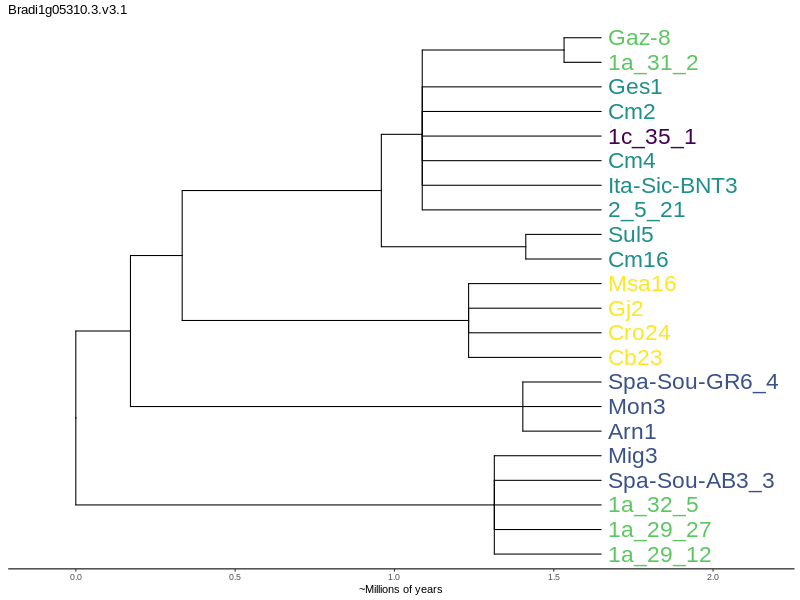 Bradi1g05310.3.v3.1
Gaz-8
1a_31_2
Ges1
Cm2
1c_35_1
Cm4
Ita-Sic-BNT3
2_5_21
Sul5
Cm16
Msa16
Gj2
Cro24
Cb23
Spa-Sou-GR6_4
Mon3
Arn1
Mig3
Spa-Sou-AB3_3
1a_32_5
1a_29_27
1a_29_12
0.0 0.5 1.0 1.5 2.0
~Millions of years